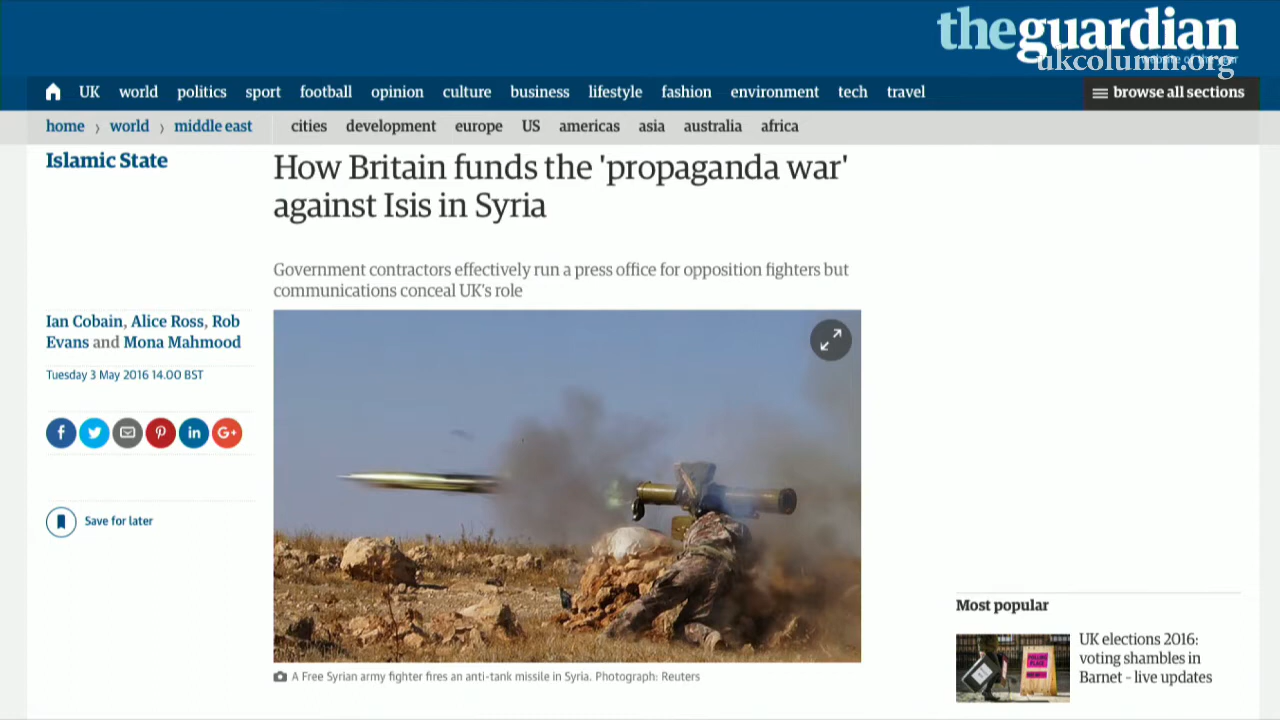 theguardian
ukcolumn.org
UK world politics sport football opinion culture business lifestyle fashion environment tech travel
browse all sections
home › world › middle east cities development europe US americas asia australia africa
Islamic State
How Britain funds the 'propaganda war'
against Isis in Syria
Government contractors effectively run a press office for opposition fighters but
communications conceal UK's role
Ian Cobain, Alice Ross, Rob
Evans and Mona Mahmood
Tuesday 3 May 2016 14.00 BST
Save for later
A Free Syrian army fighter fires an anti-tank missile in Syria. Photograph: Reuters
Most popular
UK elections 2016:
voting shambles in
Barnet – live updates